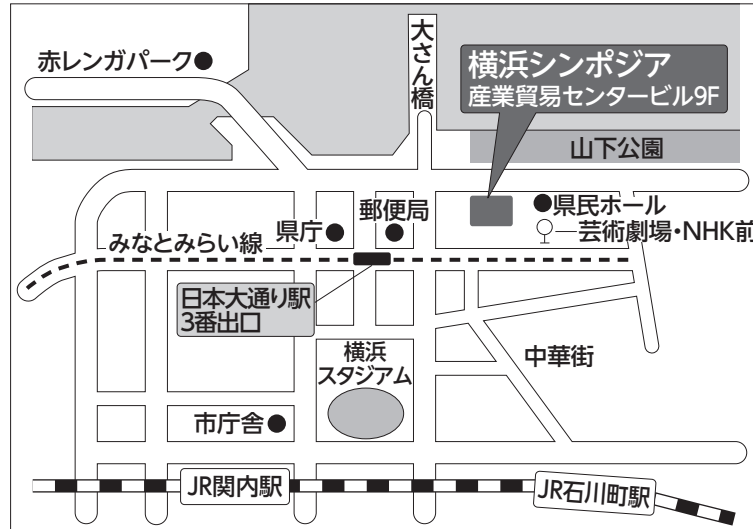 赤レンガパーク
大さん橋
横浜シンポジア
産業貿易センタービル9F
山下公園
県民ホール
芸術劇場・NHK前
郵便局
県庁
みなとみらい線
日本大通り駅
3番出口
横浜
スタジアム
中華街
市庁舎
JR関内駅
JR石川町駅